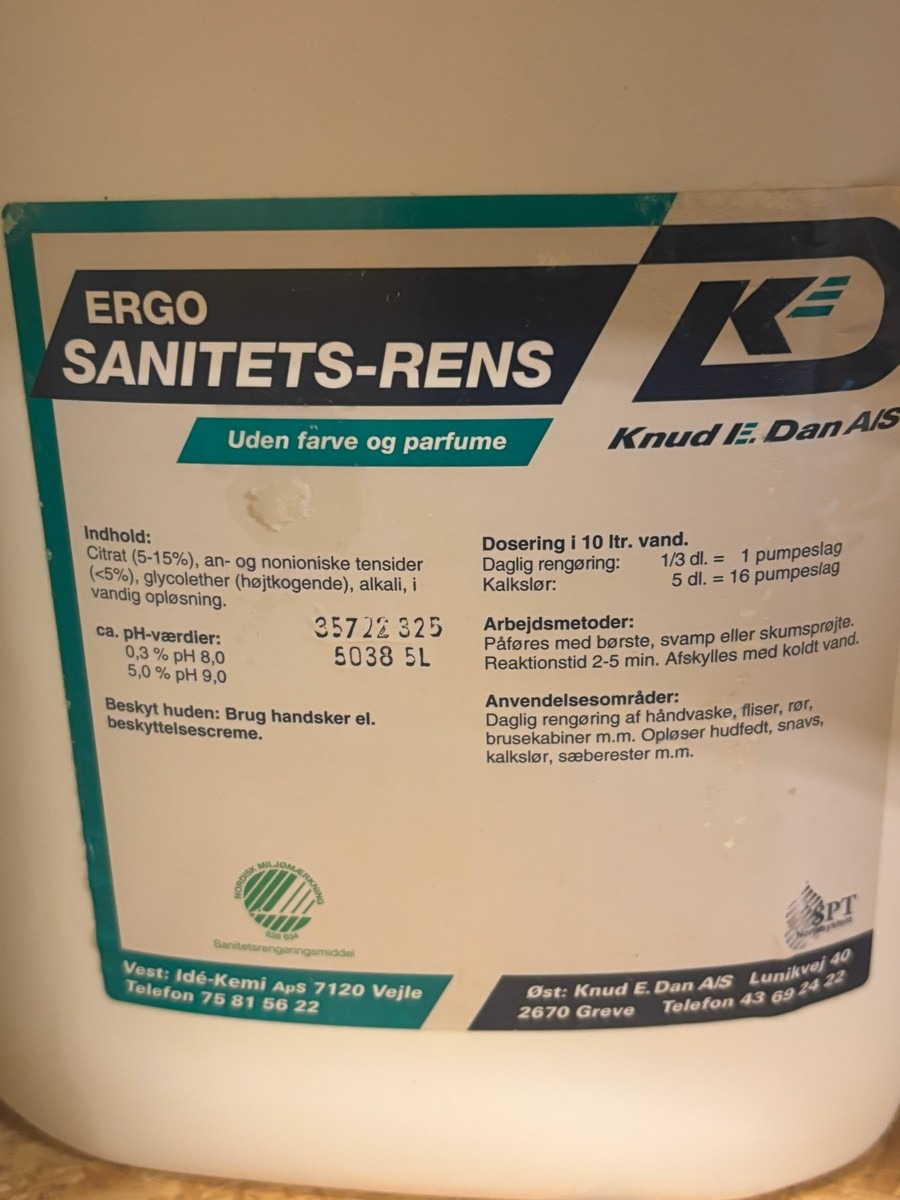 ERGO
SANITETS-RENS
Uden farve og parfume
KE
Knud E. Dan A/S
Indhold:
Citrat (5-15%), an- og nonioniske tensider
(<5%), glycolether (højtkogende), alkali, i
vandig opløsning.
ca. pH-værdier:
0,3 % pH 8,0
5,0 % pH 9,0
35722 325
5038 5L
Beskyt huden: Brug handsker el.
beskyttelsescreme.
Dosering i 10 ltr. vand.
Daglig rengøring: 1/3 dl. = 1 pumpeslag
Kalkslør: 5 dl. = 16 pumpeslag
Arbejdsmetoder:
Påføres med børste, svamp eller skumsprøjte.
Reaktionstid 2-5 min. Afskylles med koldt vand.
Anvendelsesområder:
Daglig rengøring af håndvaske, fliser, rør,
brusekabiner m.m. Opløser hudfedt, snavs,
kalkslør, sæberester m.m.
NORDISK MILJØMÆRKNING
Sanitetsrengøringsmiddel
SPT
Vest: Idé-Kemi ApS 7120 Vejle
Telefon 75 81 56 22
Øst: Knud E. Dan A/S Lunikvej 40
2670 Greve Telefon 43 69 24 22